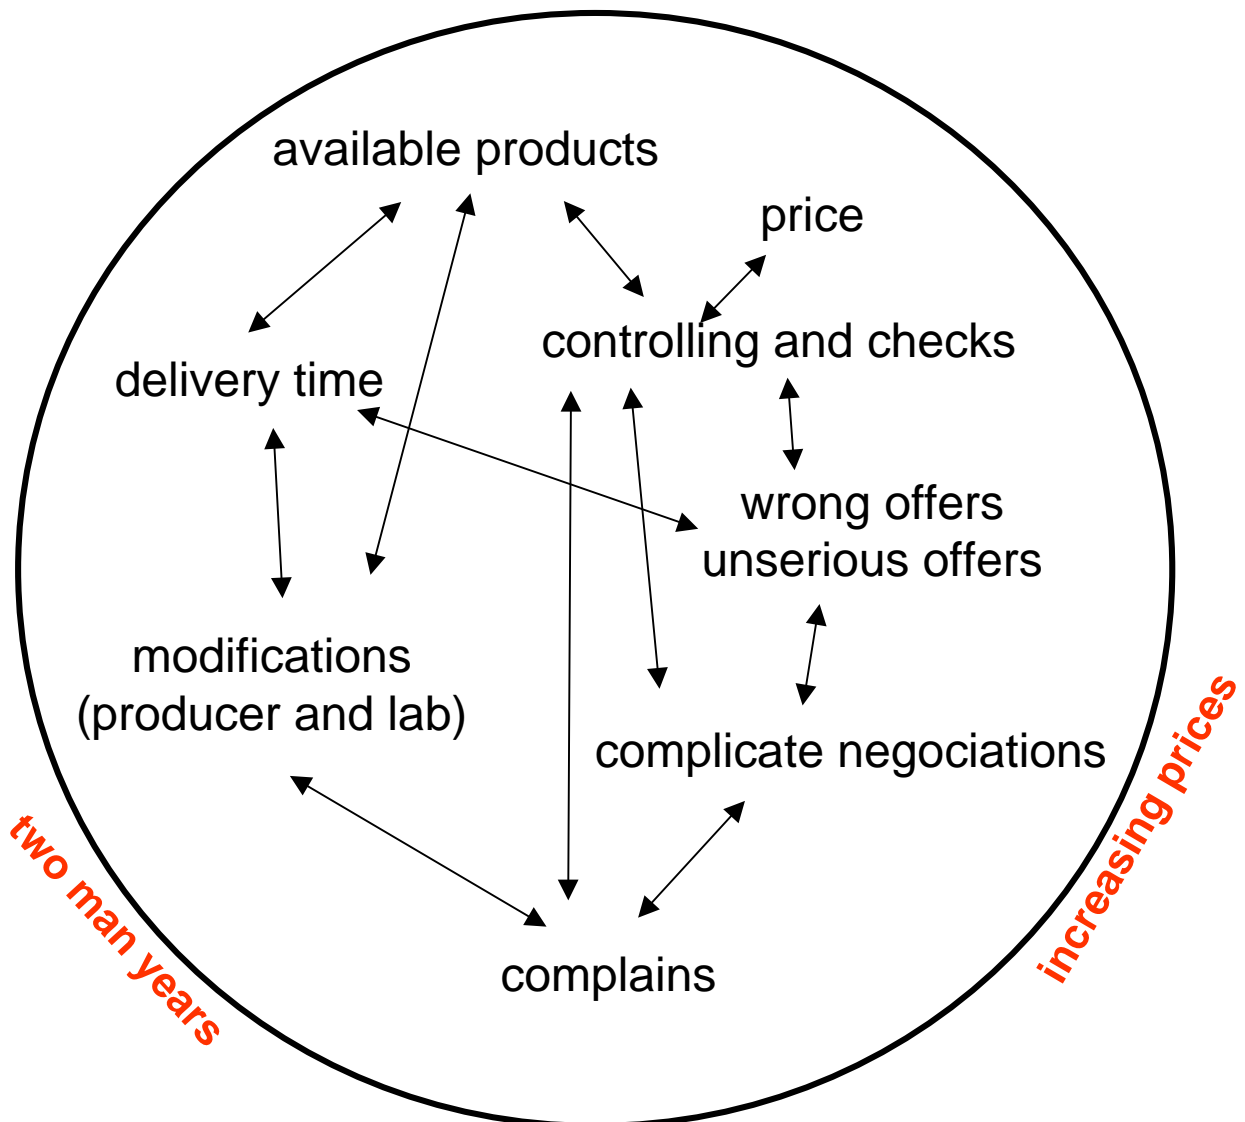 available products
price
controlling and checks
delivery time
wrong offers
unserious offers
modifications
(producer and lab)
complicate negociations
complains
two man years
increasing prices